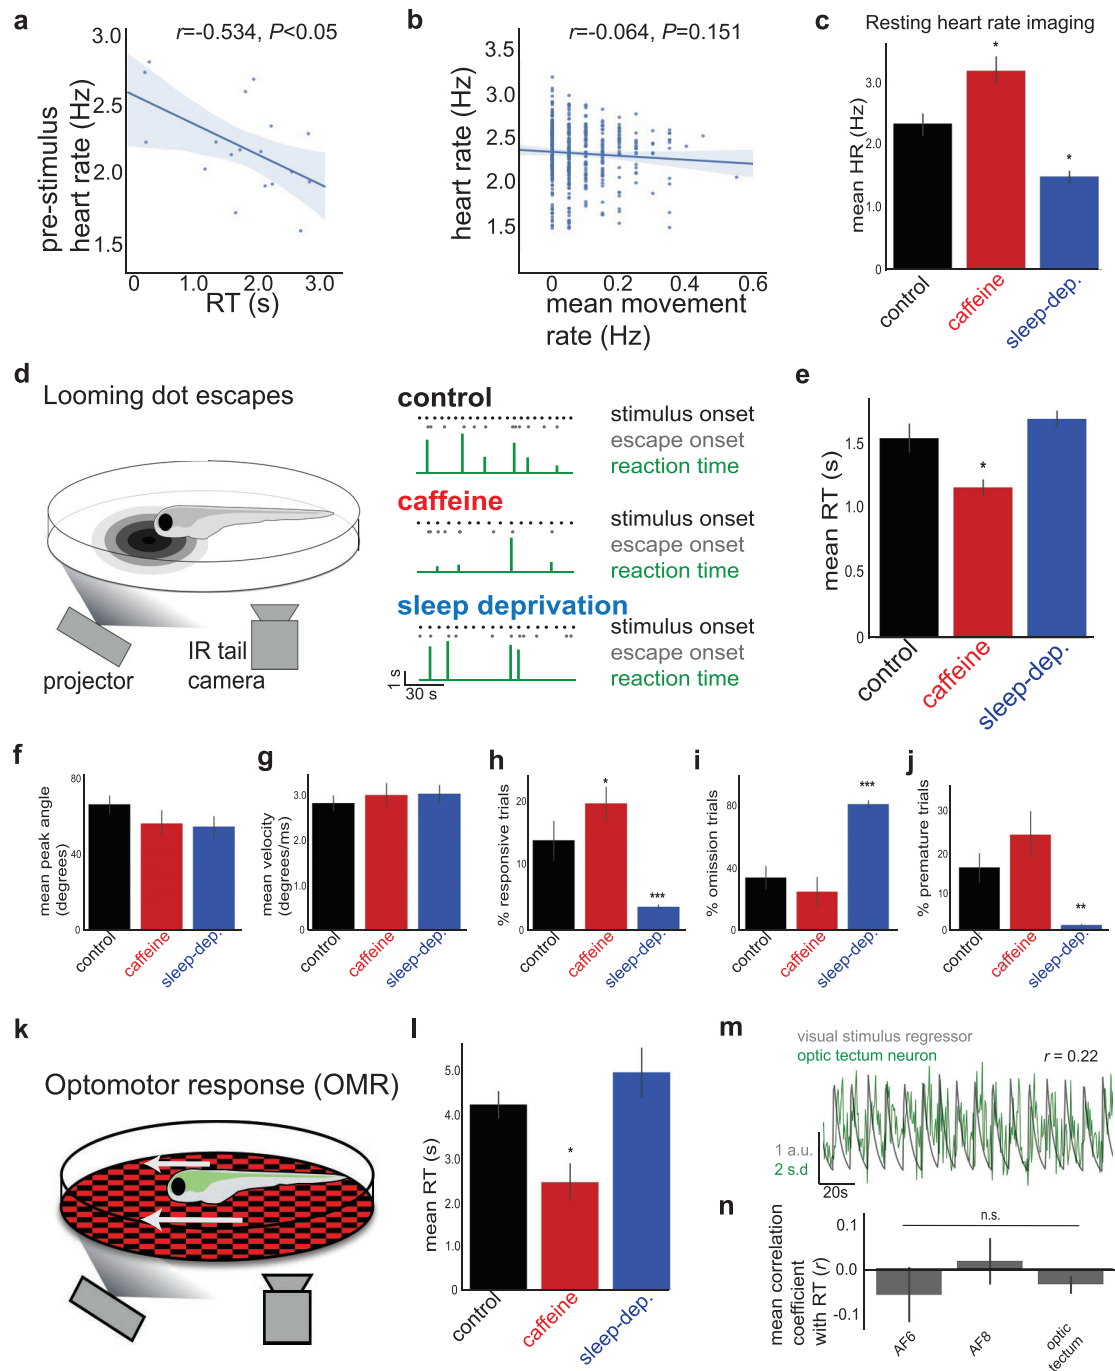 a
r=-0.534, P<0.05
pre-stimulus
heart rate (Hz)
3.0
2.5
2.0
1.5
0
1.0
2.0
3.0
RT (s)
b
r=-0.064, P=0.151
heart rate (Hz)
3.5
3.0
2.5
2.0
1.5
0
0.2
0.4
0.6
mean movement
rate (Hz)
c
Resting heart rate imaging
mean HR (Hz)
3.0
2.0
1.0
0
*
*
control
caffeine
sleep-dep.
d
Looming dot escapes
projector
IR tail
camera
control
stimulus onset
escape onset
reaction time
caffeine
stimulus onset
escape onset
reaction time
sleep deprivation
stimulus onset
escape onset
reaction time
1 s
30 s
e
mean RT (s)
1.5
1.0
0.5
0
*
control
caffeine
sleep-dep.
f
mean peak angle
(degrees)
80
40
0
control
caffeine
sleep-dep.
g
mean velocity
(degrees/ms)
3.0
2.0
1.0
0
control
caffeine
sleep-dep.
h
% responsive trials
20
10
0
*
***
control
caffeine
sleep-dep.
i
% omission trials
80
40
0
***
control
caffeine
sleep-dep.
j
% premature trials
30
20
10
0
**
control
caffeine
sleep-dep.
k
Optomotor response (OMR)
l
mean RT (s)
5.0
4.0
3.0
2.0
1.0
0
*
control
caffeine
sleep-dep.
m
visual stimulus regressor
optic tectum neuron
r = 0.22
1 a.u.
2 s.d
20s
n
mean correlation
coefficient
with RT (r)
0.1
0.0
-0.1
n.s.
AF6
AF8
optic
tectum